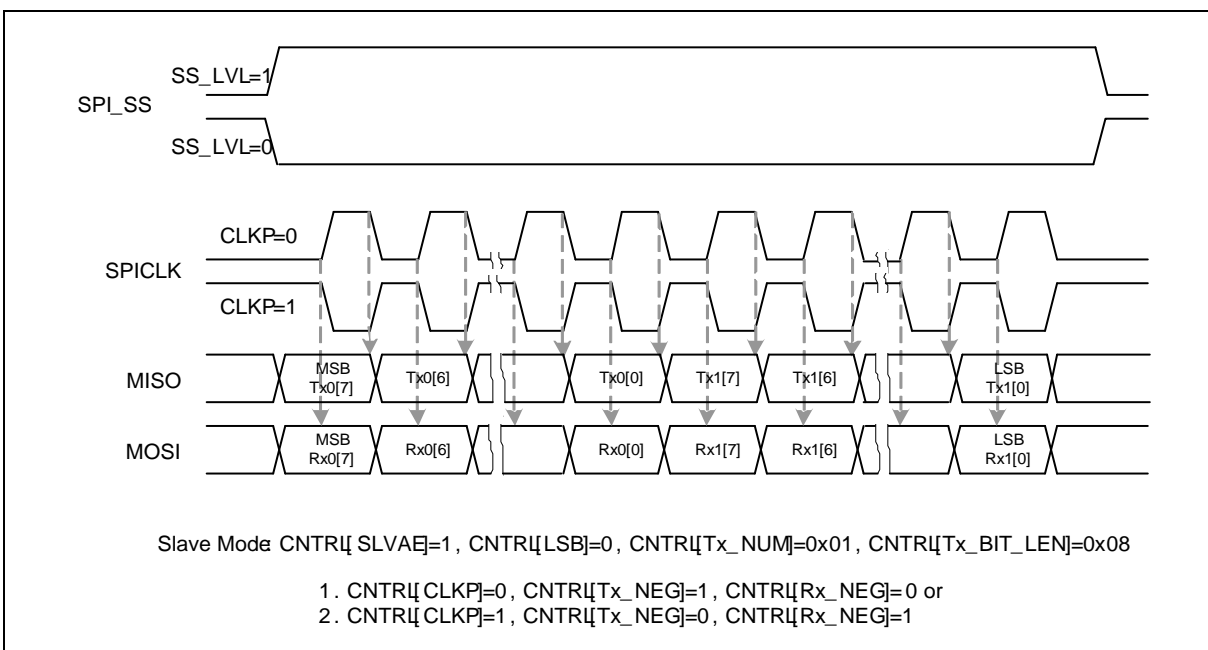 SS_LVL=1
SPI_SS
SS_LVL=0
CLKP=0
SPICLK
CLKP=1
MISO
MSB
Tx0[7]
Tx0[6]
Tx0[0]
Tx1[7]
Tx1[6]
LSB
Tx1[0]
MOSI
MSB
Rx0[7]
Rx0[6]
Rx0[0]
Rx1[7]
Rx1[6]
LSB
Rx1[0]
Slave Mode: CNTRL[SLVAE]=1, CNTRL[LSB]=0, CNTRL[Tx_NUM]=0x01, CNTRL[Tx_BIT_LEN]=0x08
1. CNTRL[CLKP]=0, CNTRL[Tx_NEG]=1, CNTRL[Rx_NEG]=0 or
2. CNTRL[CLKP]=1, CNTRL[Tx_NEG]=0, CNTRL[Rx_NEG]=1